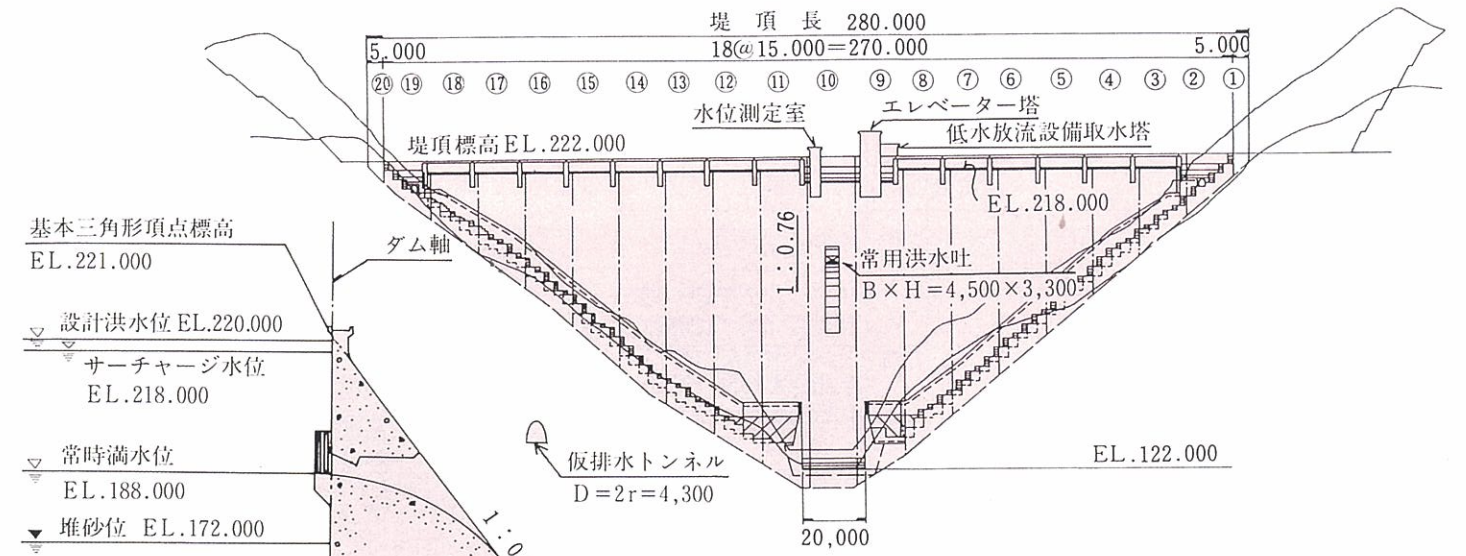 堤頂長 280.000
5.000 18@15.000=270.000 5.000
⑳ ⑲ ⑱ ⑰ ⑯ ⑮ ⑭ ⑬ ⑫ ⑪ ⑩ ⑨ ⑧ ⑦ ⑥ ⑤ ④ ③ ② ①
水位測定室
エレベーター塔
低水放流設備取水塔
堤頂標高EL.222.000
EL.218.000
1:0.76
常用洪水吐
B×H=4,500×3,300
基本三角形頂点標高
EL.221.000
ダム軸
設計洪水位 EL.220.000
サーチャージ水位
EL.218.000
常時満水位
EL.188.000
堆砂位 EL.172.000
1:0
仮排水トンネル
D=2r=4,300
EL.122.000
20,000